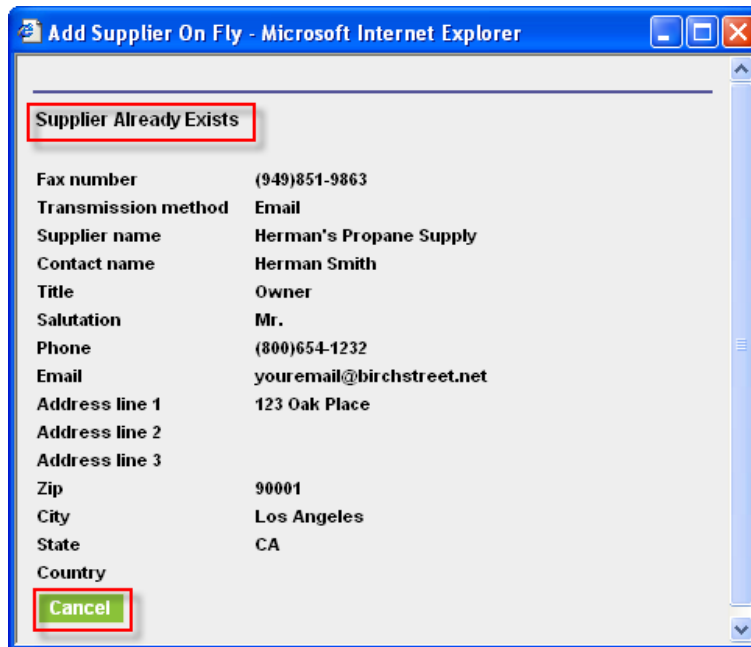 Add Supplier On Fly - Microsoft Internet Explorer
Supplier Already Exists
Fax number (949)851-9863
Transmission method Email
Supplier name Herman's Propane Supply
Contact name Herman Smith
Title Owner
Salutation Mr.
Phone (800)654-1232
Email youremail@birchstreet.net
Address line 1 123 Oak Place
Address line 2
Address line 3
Zip 90001
City Los Angeles
State CA
Country
Cancel